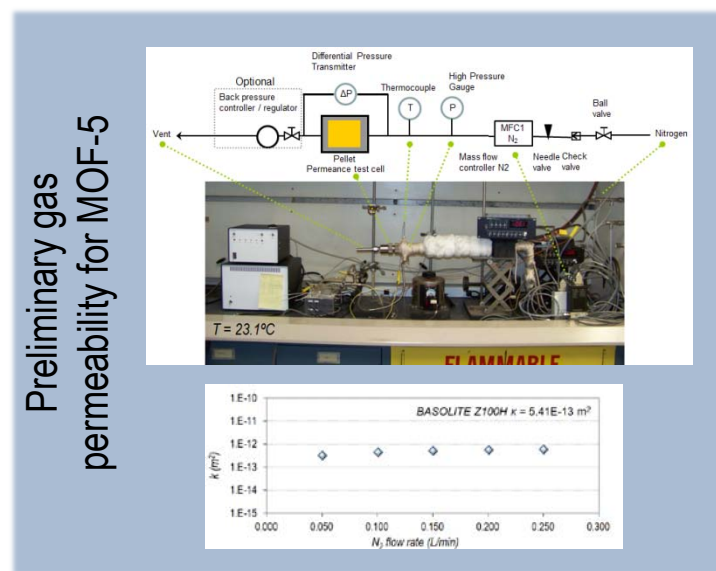 Preliminary gas
permeability for MOF-5
Differential Pressure
Transmitter
High Pressure
Gauge
Optional
Thermocouple
Back pressure
controller / regulator
ΔP
T
P
Ball
valve
MFC1
N2
Vent
Nitrogen
Pellet
Permeance test cell
Mass flow
controller N2
Needle
valve
Check
valve
T = 23.1ºC
FLAMMABLE
BASOLITE Z100H κ = 5.41E-13 m²
1.E-10
1.E-11
1.E-12
1.E-13
1.E-14
1.E-15
k (m²)
0.000 0.050 0.100 0.150 0.200 0.250 0.300
N2 flow rate (L/min)